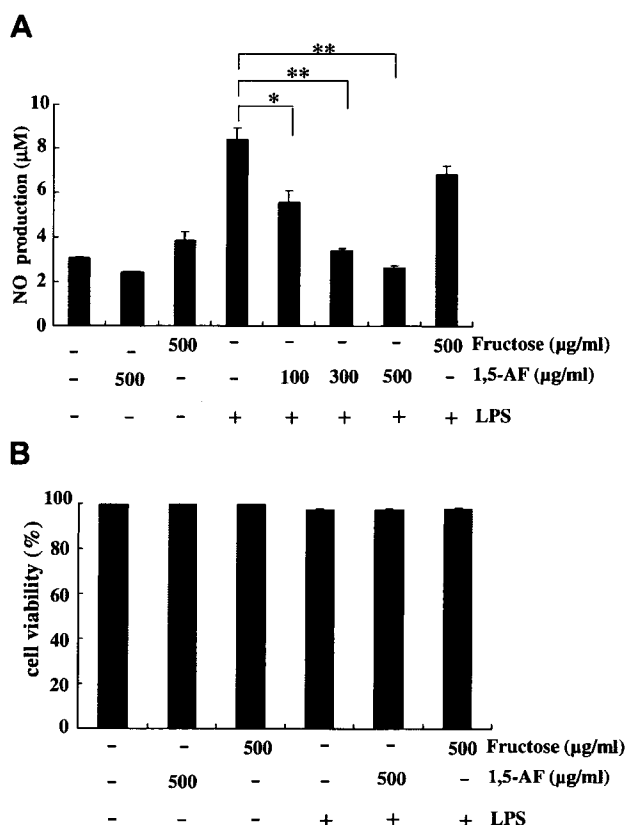 A
**
**
*
10
8
6
4
2
0
NO production (µM)
- - 500 - - - - 500 Fructose (µg/ml)
- 500 - - 100 300 500 - 1,5-AF (µg/ml)
- - - + + + + + LPS
B
100
80
60
40
20
0
cell viability (%)
- - 500 - - 500 Fructose (µg/ml)
- 500 - - 500 - 1,5-AF (µg/ml)
- - - + + + LPS